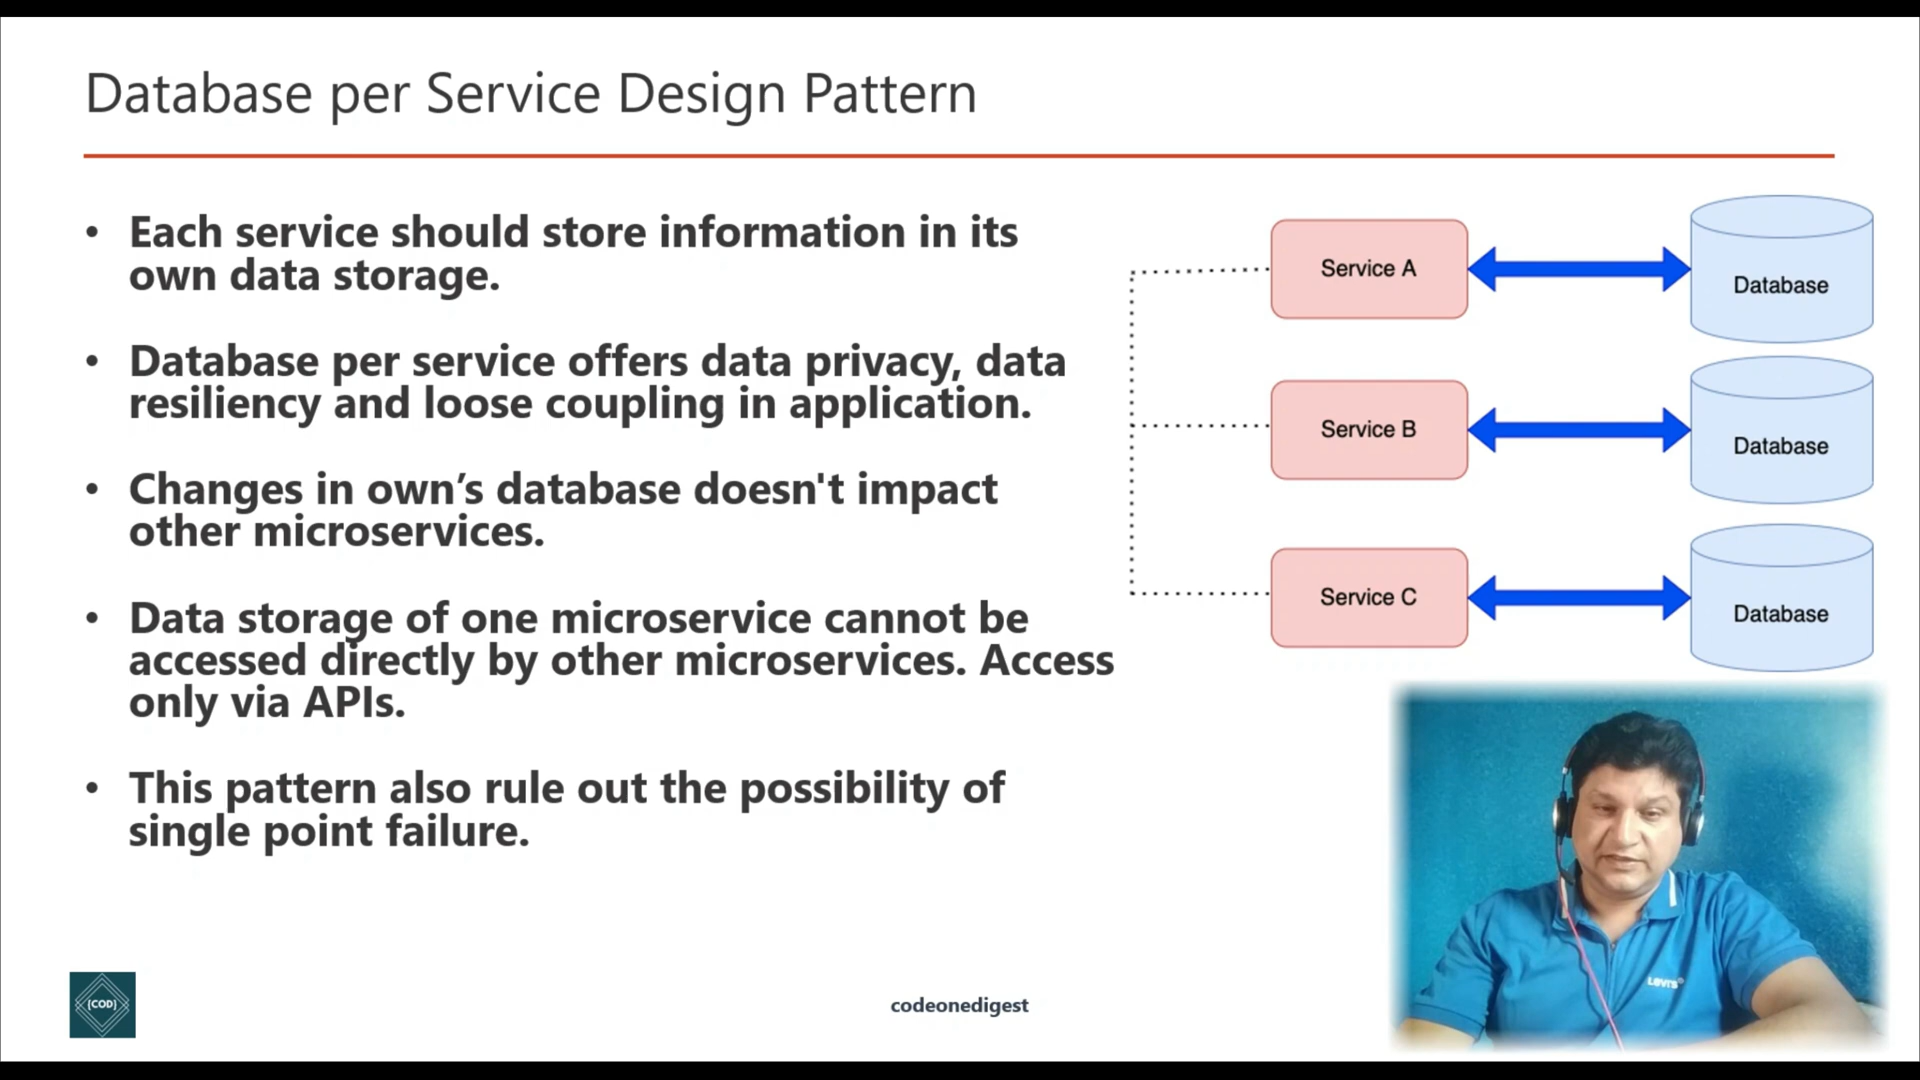 Database per Service Design Pattern
• Each service should store information in its
own data storage.
• Database per service offers data privacy, data
resiliency and loose coupling in application.
• Changes in own’s database doesn't impact
other microservices.
• Data storage of one microservice cannot be
accessed directly by other microservices. Access
only via APIs.
• This pattern also rule out the possibility of
single point failure.
Service A
Database
Service B
Database
Service C
Database
Levi's®
{COD}
codeonedigest